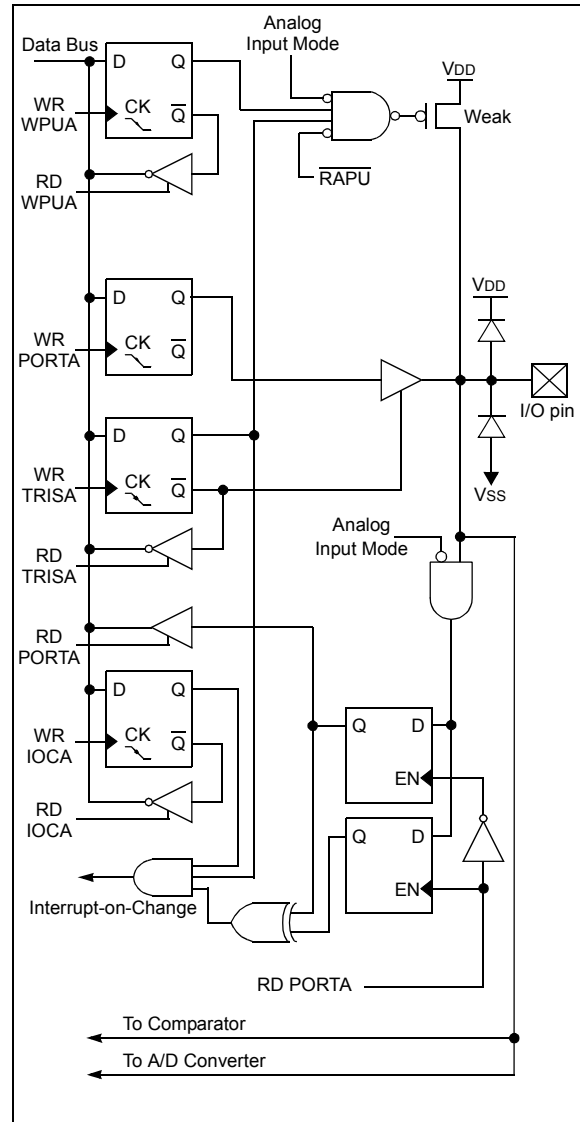 Analog
Input Mode
Data Bus
D Q
VDD
WR
WPUA
CK
Q
Weak
RD
WPUA
RAPU
D Q
VDD
WR
PORTA
CK
Q
I/O pin
D Q
WR
TRISA
CK
Q
VSS
Analog
Input Mode
RD
TRISA
RD
PORTA
D Q
Q D
WR
IOCA
CK
Q
EN
RD
IOCA
Q D
Interrupt-on-Change
EN
RD PORTA
To Comparator
To A/D Converter